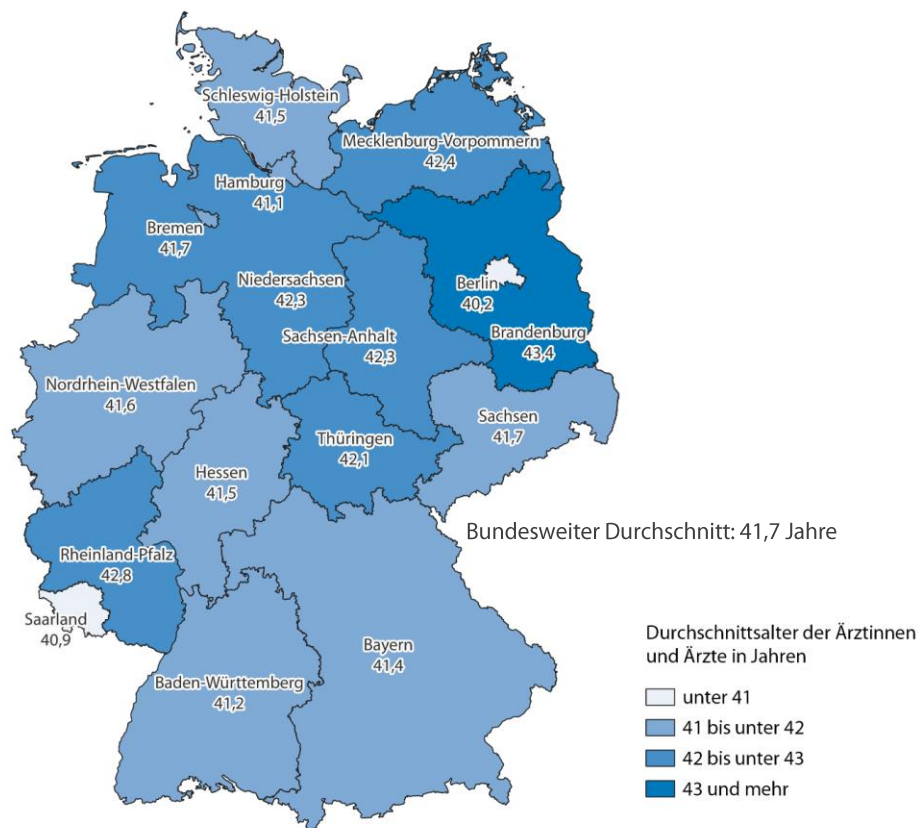 Schleswig-Holstein
41,5
Mecklenburg-Vorpommern
42,4
Hamburg
41,1
Bremen
41,7
Niedersachsen
42,3
Berlin
40,2
Sachsen-Anhalt
42,3
Brandenburg
43,4
Nordrhein-Westfalen
41,6
Sachsen
41,7
Thüringen
42,1
Hessen
41,5
Bundesweiter Durchschnitt: 41,7 Jahre
Rheinland-Pfalz
42,8
Saarland
40,9
Bayern
41,4
Baden-Württemberg
41,2
Durchschnittsalter der Ärztinnen
und Ärzte in Jahren
unter 41
41 bis unter 42
42 bis unter 43
43 und mehr